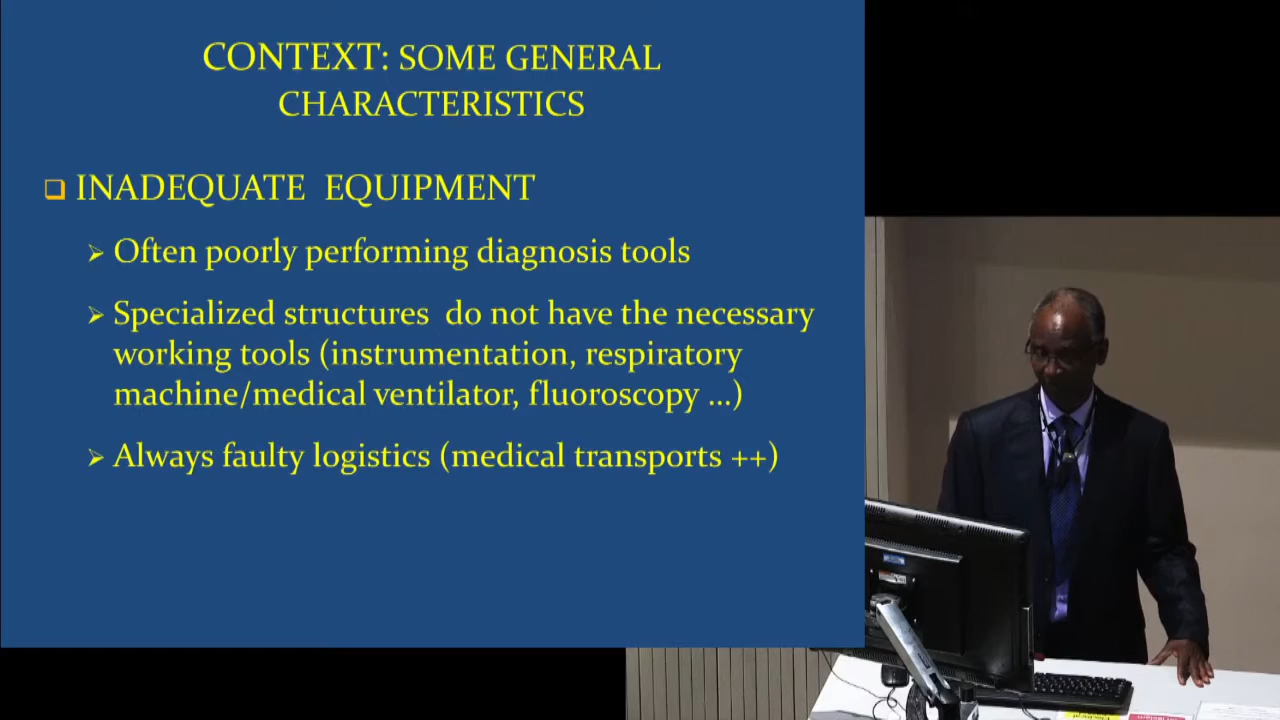 CONTEXT: SOME GENERAL
CHARACTERISTICS
INADEQUATE EQUIPMENT
Often poorly performing diagnosis tools
Specialized structures do not have the necessary
working tools (instrumentation, respiratory
machine/medical ventilator, fluoroscopy ...)
Always faulty logistics (medical transports ++)